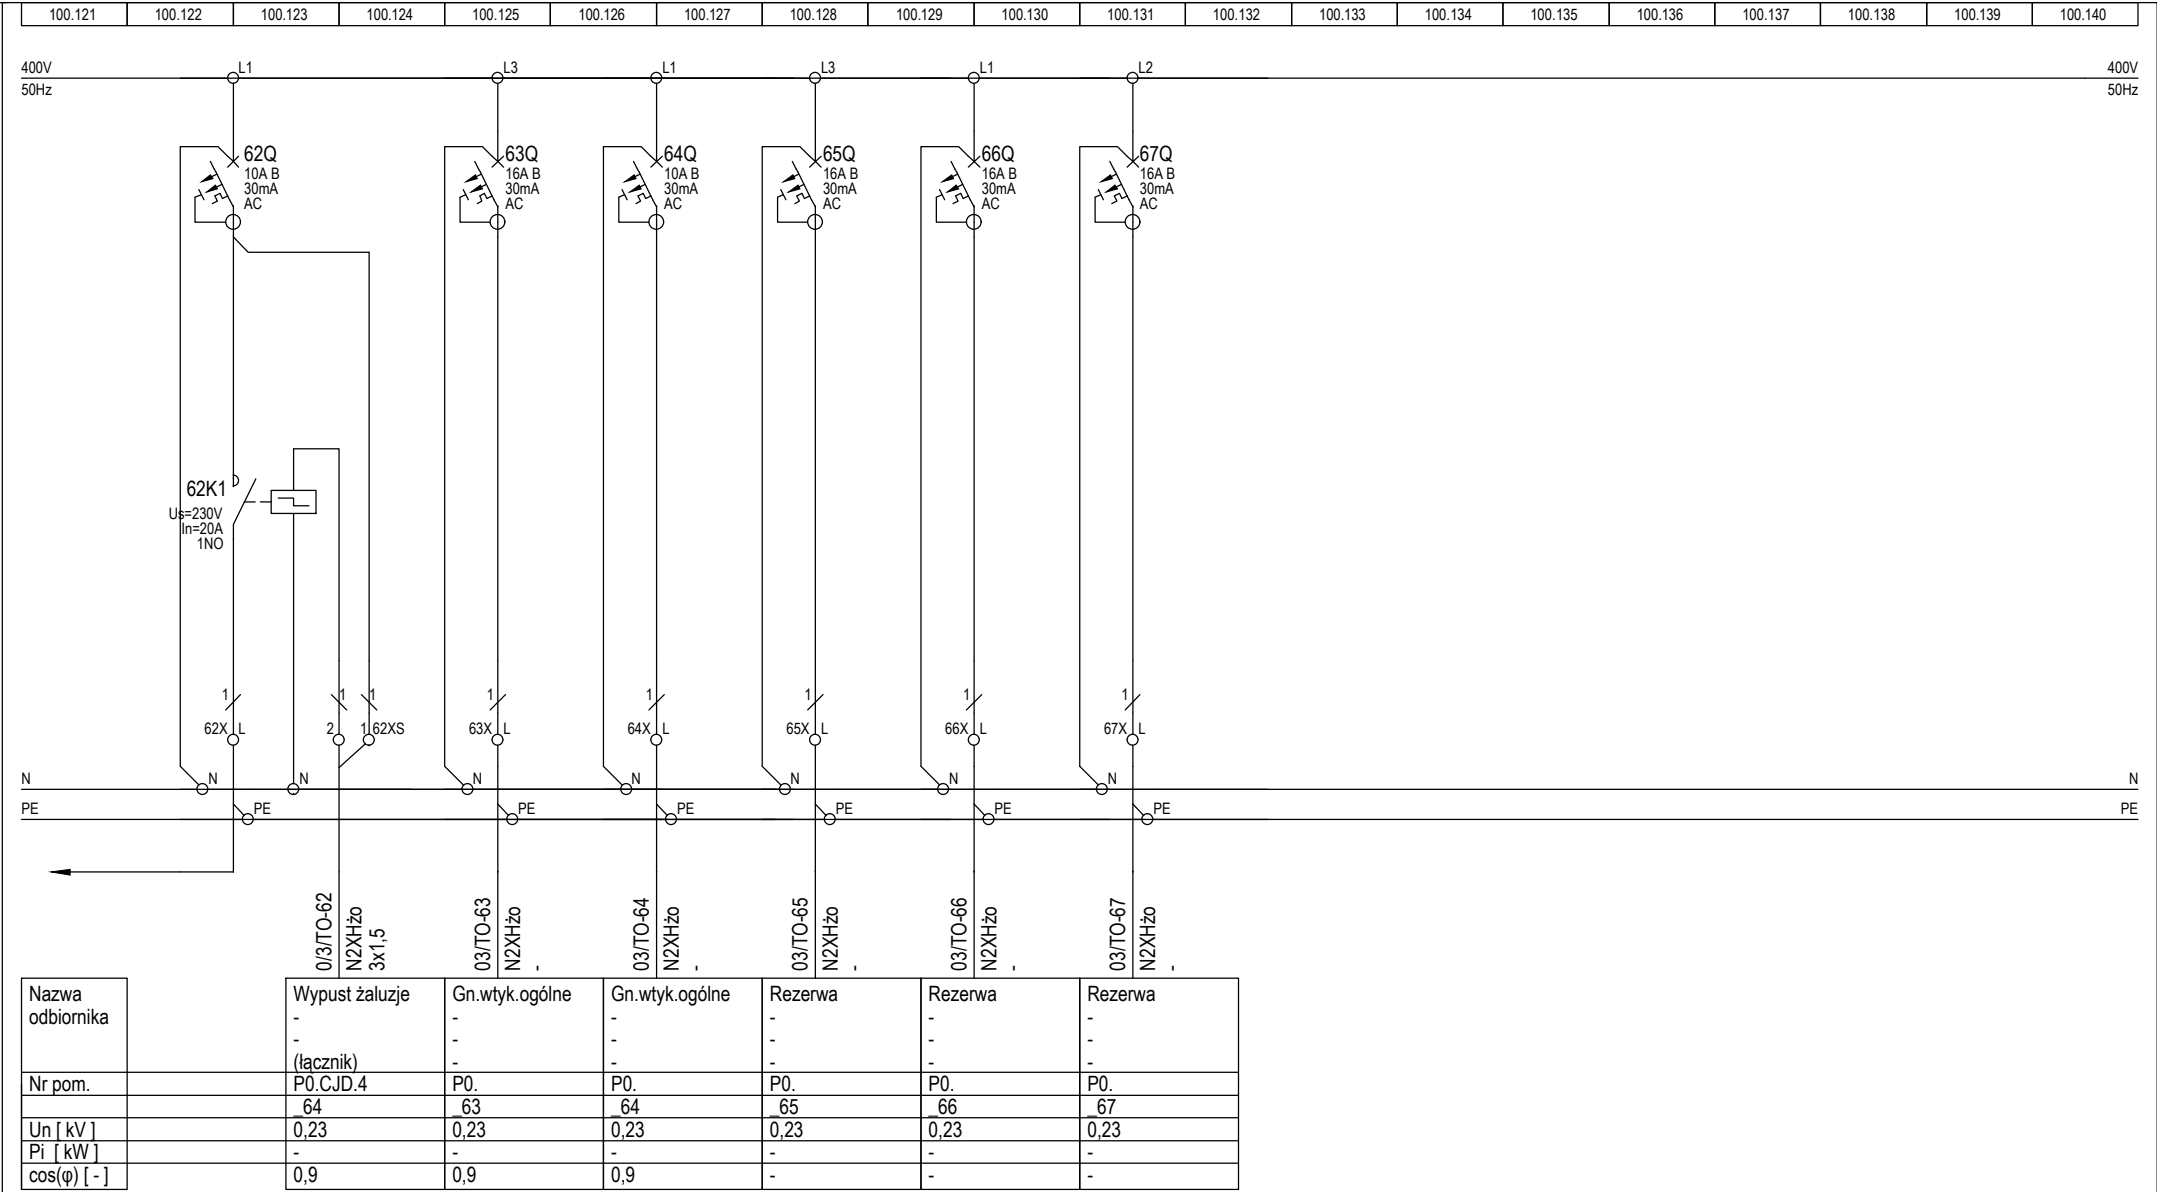 100.121 100.122 100.123 100.124 100.125 100.126 100.127 100.128 100.129 100.130 100.131 100.132 100.133 100.134 100.135 100.136 100.137 100.138 100.139 100.140
400V L1 L3 L1 L3 L1 L2 400V
50Hz 50Hz
62Q 63Q 64Q 65Q 66Q 67Q
10A B 16A B 10A B 16A B 16A B 16A B
30mA 30mA 30mA 30mA 30mA 30mA
AC AC AC AC AC AC
62K1
Us=230V
In=20A
1NO
1 1 1 1 1 1 1 1
62X L 2 1 62XS 63X L 64X L 65X L 66X L 67X L
N N N N N N N N N
PE PE PE PE PE PE PE PE
0/3/TO-62
N2XHżo
3x1,5
03/TO-63
N2XHżo
-
03/TO-64
N2XHżo
-
03/TO-65
N2XHżo
-
03/TO-66
N2XHżo
-
03/TO-67
N2XHżo
-
Nazwa Wypust żaluzje Gn.wtyk.ogólne Gn.wtyk.ogólne Rezerwa Rezerwa Rezerwa
odbiornika - - - - - -
- - - - - -
(łącznik) - - - - -
Nr pom. P0.CJD.4 P0. P0. P0. P0. P0.
_64 _63 _64 _65 _66 _67
Un [ kV ] 0,23 0,23 0,23 0,23 0,23 0,23
Pi [ kW ] - - - - - -
cos(φ) [ - ] 0,9 0,9 0,9 - - -